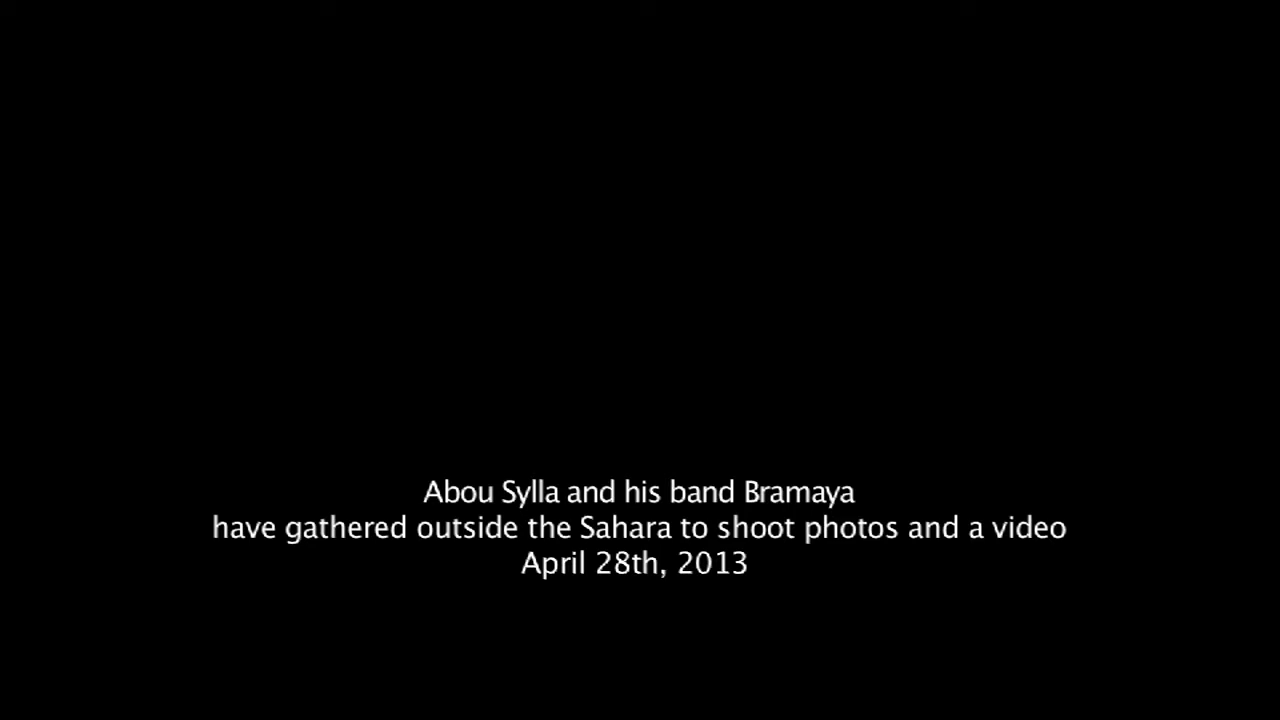 Abou Sylla and his band Bramaya
have gathered outside the Sahara to shoot photos and a video
April 28th, 2013